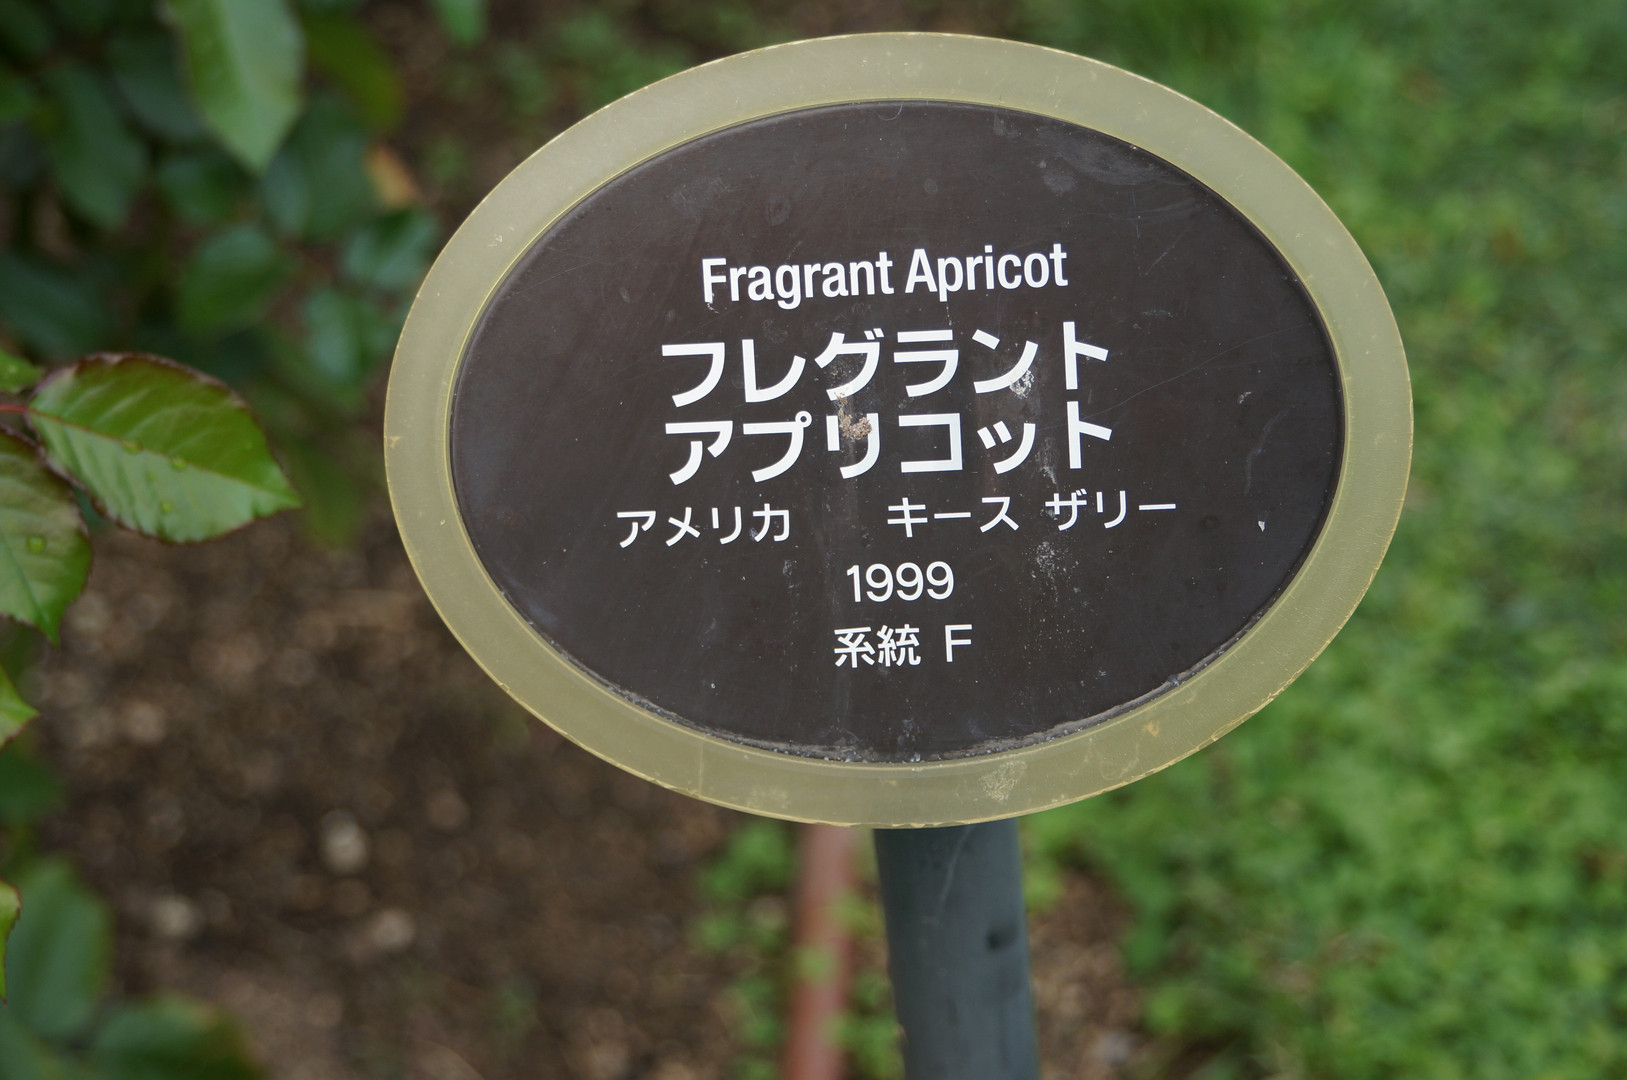 Fragrant Apricot
フレグラント
アプリコット
アメリカ　キース ザリー
1999
系統 F